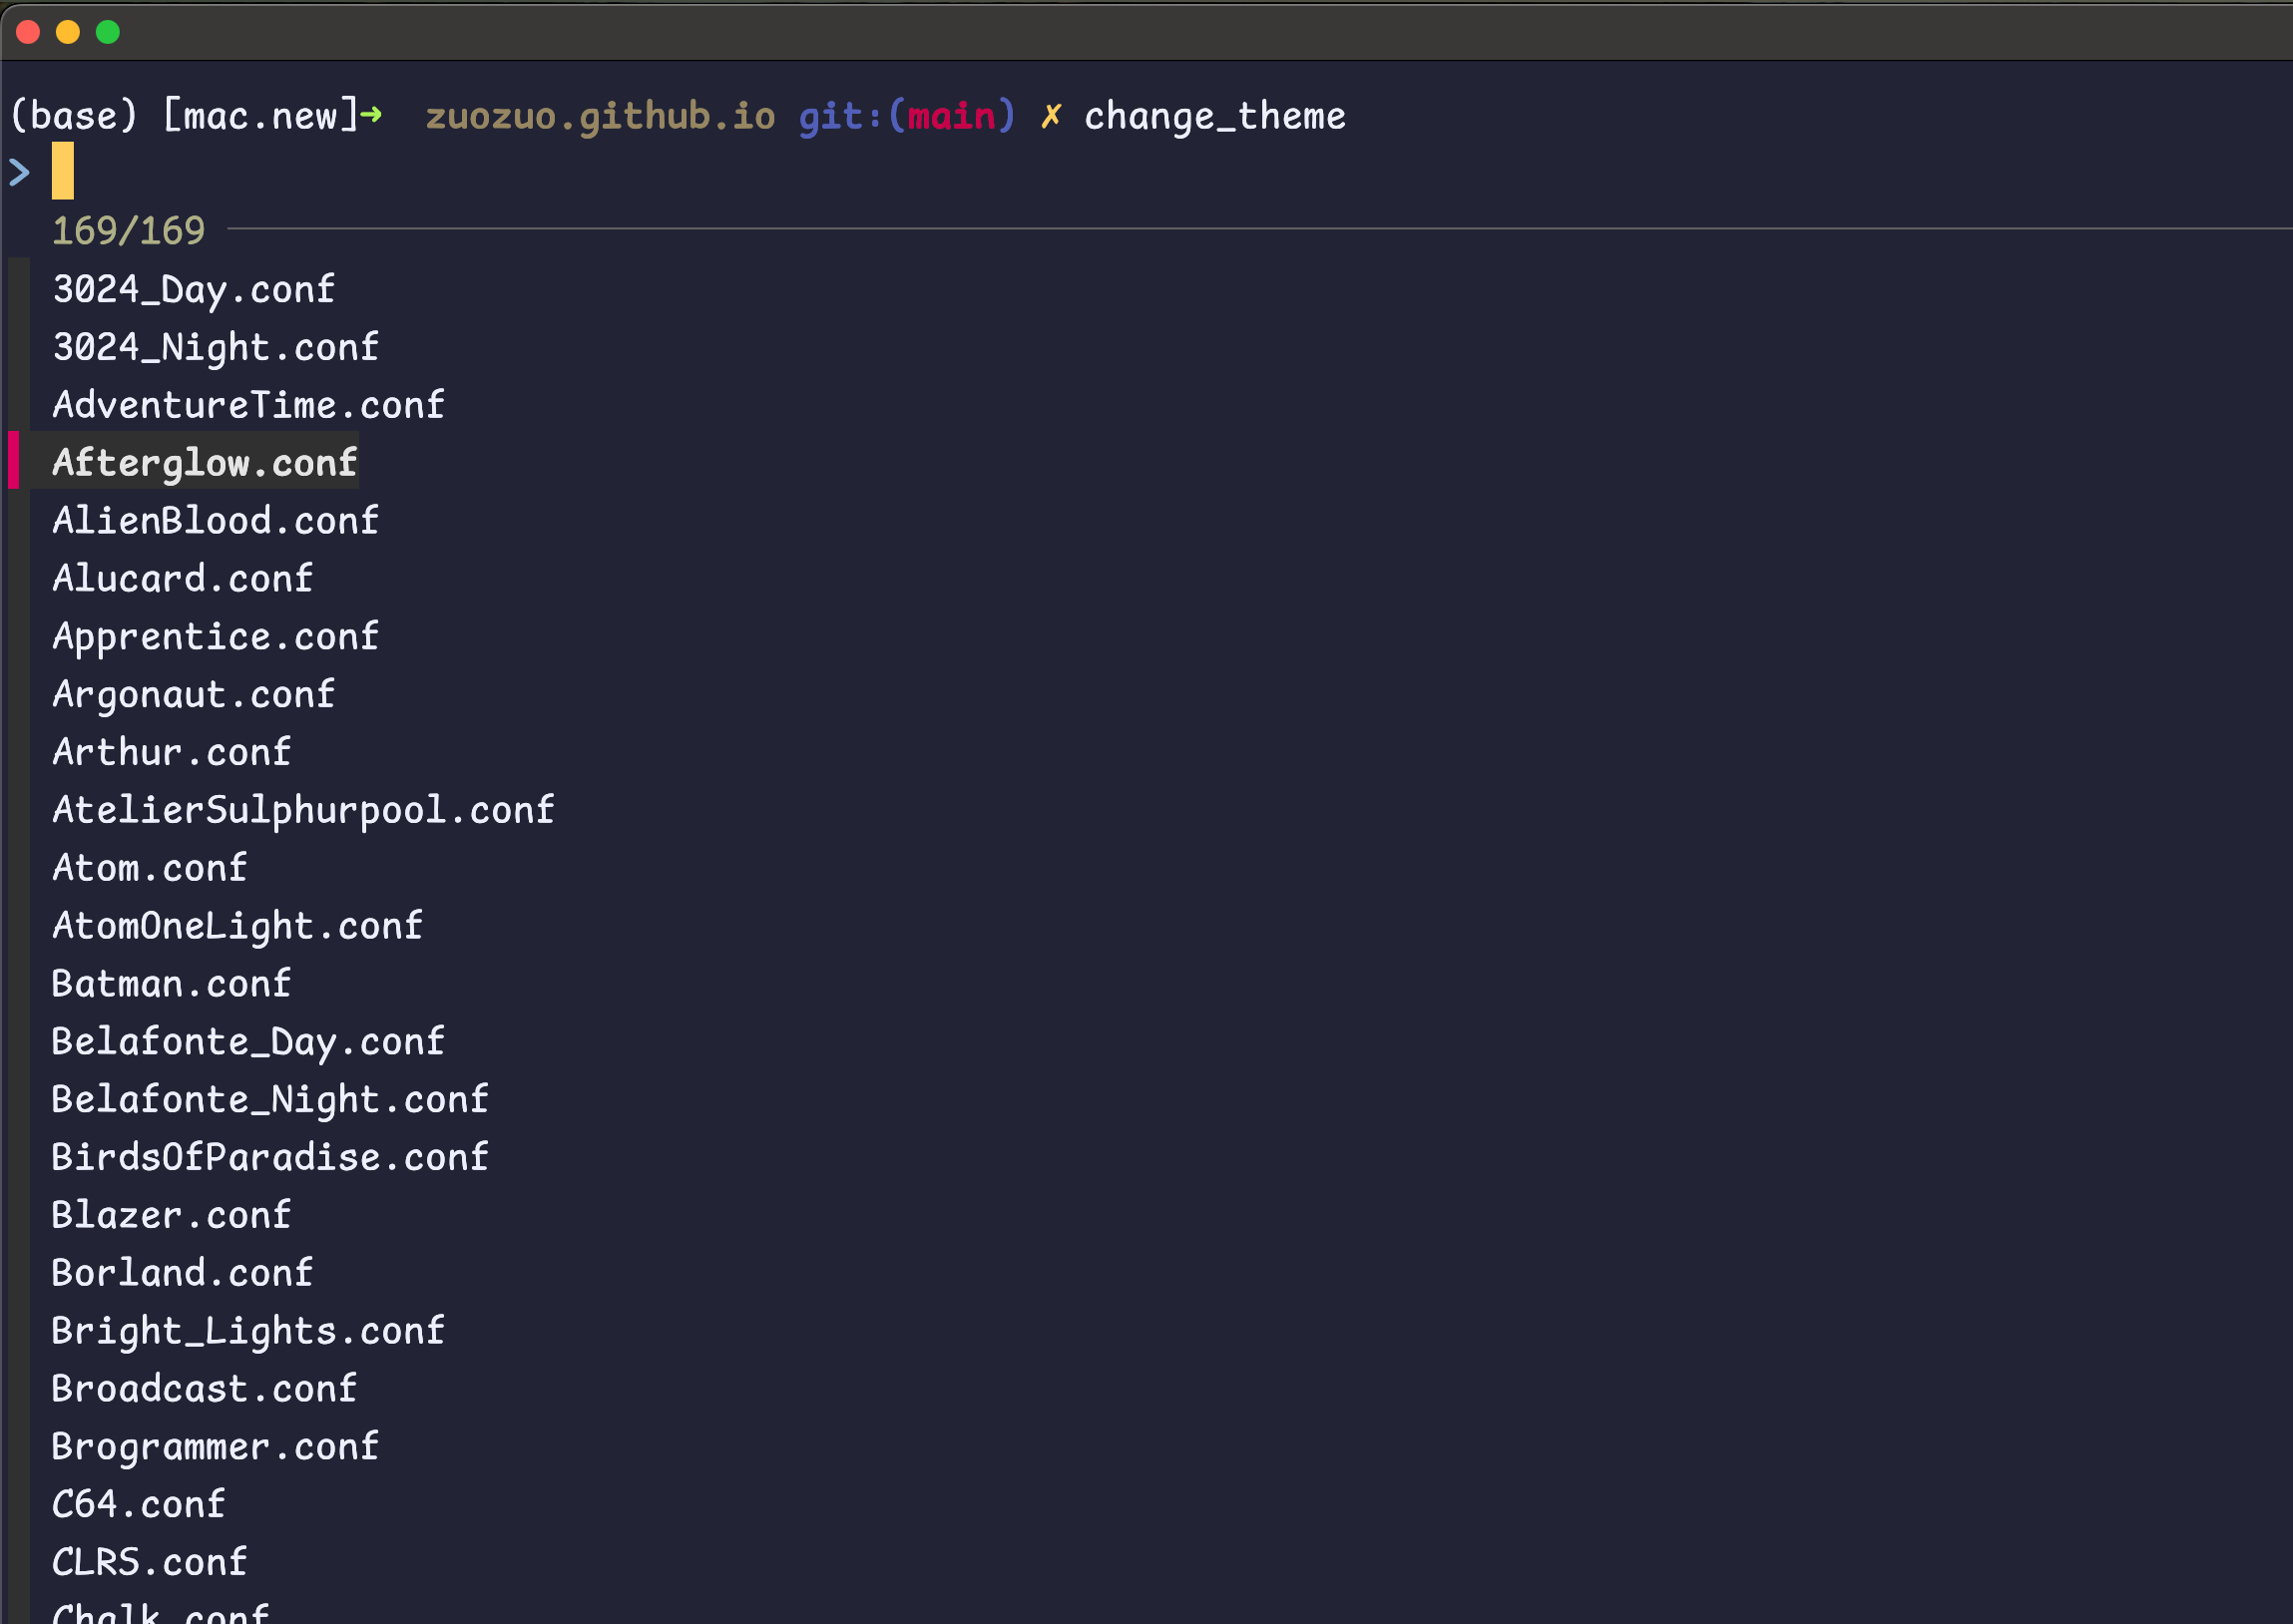 (base) [mac.new]➜  zuozuo.github.io git:(main) ✗ change_theme
>
169/169
3024_Day.conf
3024_Night.conf
AdventureTime.conf
Afterglow.conf
AlienBlood.conf
Alucard.conf
Apprentice.conf
Argonaut.conf
Arthur.conf
AtelierSulphurpool.conf
Atom.conf
AtomOneLight.conf
Batman.conf
Belafonte_Day.conf
Belafonte_Night.conf
BirdsOfParadise.conf
Blazer.conf
Borland.conf
Bright_Lights.conf
Broadcast.conf
Brogrammer.conf
C64.conf
CLRS.conf
Chalk.conf